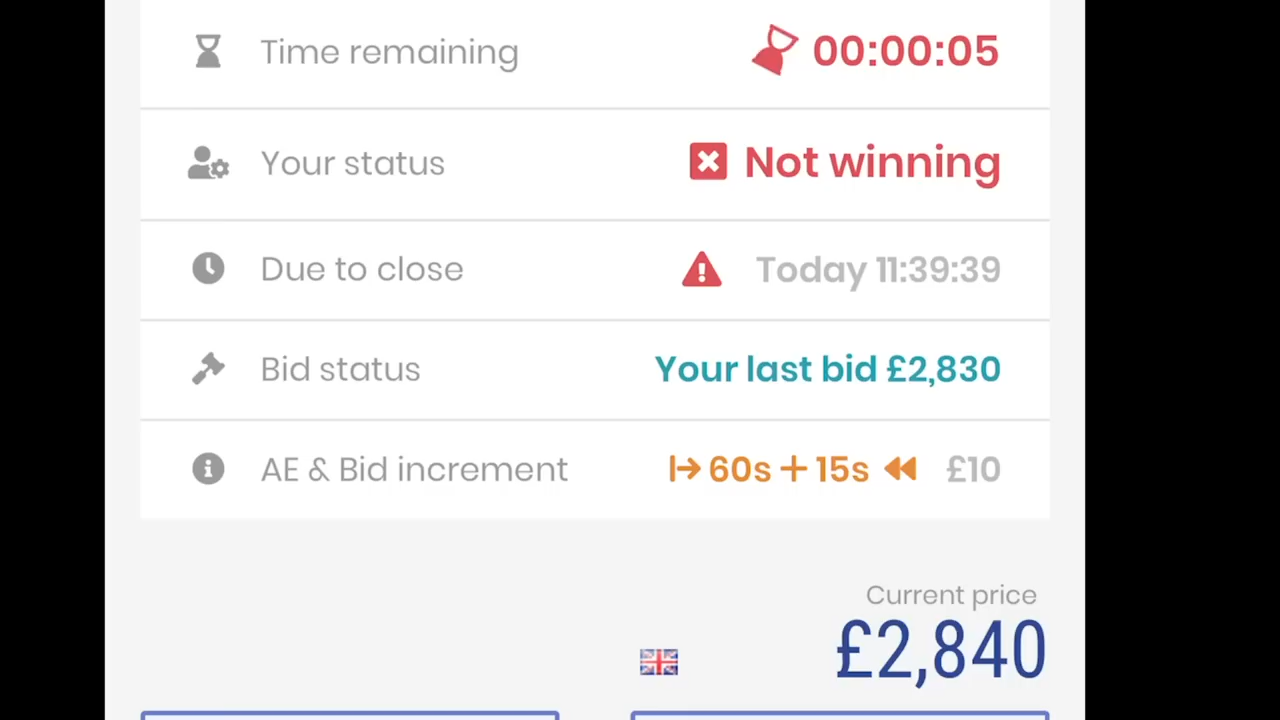 Time remaining 00:00:05
Your status Not winning
Due to close Today 11:39:39
Bid status Your last bid £2,830
AE & Bid increment 60s + 15s £10
Current price
£2,840